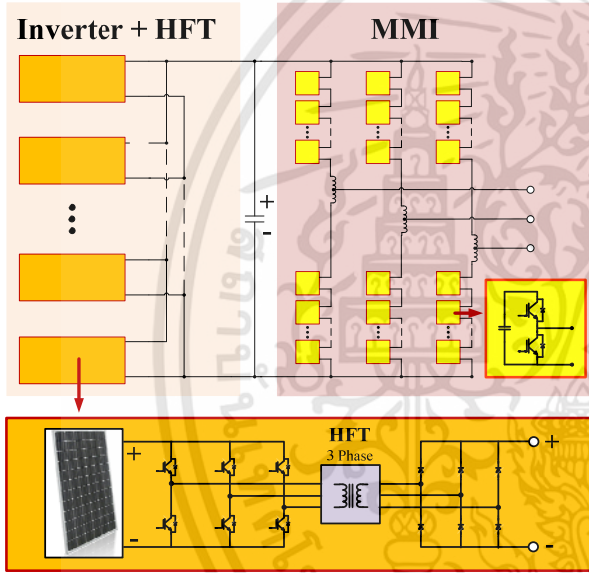 Inverter + HFT
MMI
+
-
HFT
3 Phase
+
-
+
-